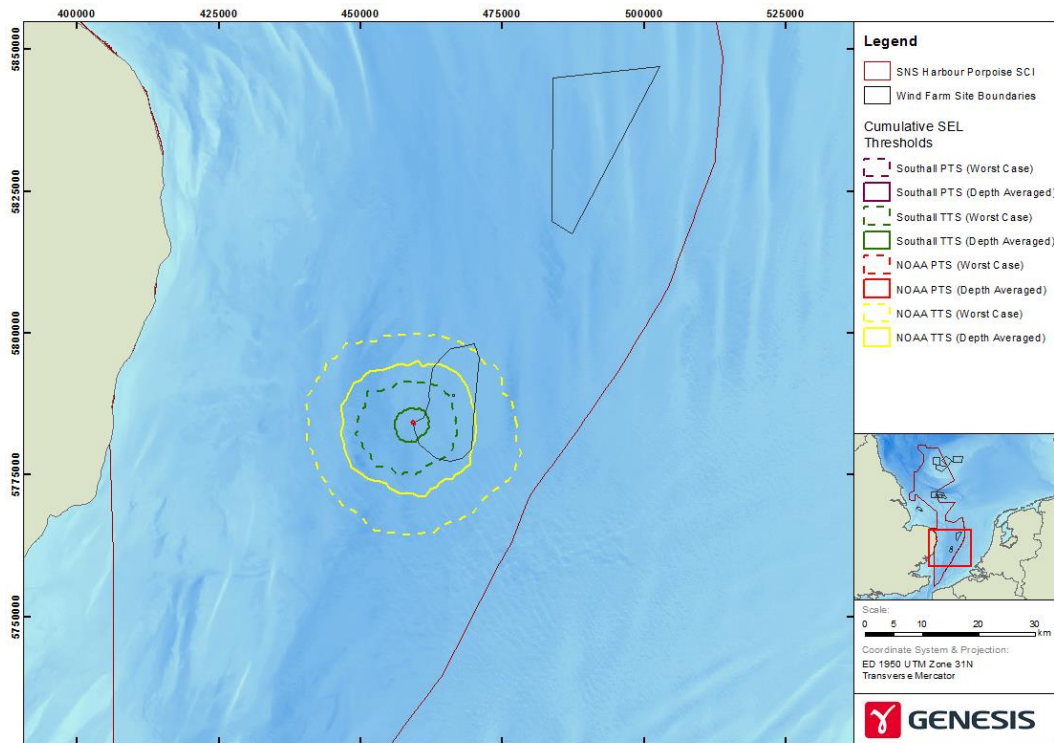 400000 425000 450000 475000 500000 525000
5850000
5825000
5800000
5775000
5750000
Legend
SNS Harbour Porpoise SCI
Wind Farm Site Boundaries
Cumulative SEL
Thresholds
Southall PTS (Worst Case)
Southall PTS (Depth Averaged)
Southall TTS (Worst Case)
Southall TTS (Depth Averaged)
NOAA PTS (Worst Case)
NOAA PTS (Depth Averaged)
NOAA TTS (Worst Case)
NOAA TTS (Depth Averaged)
Scale:
0 5 10 20 30
km
Coordinate System & Projection:
ED 1950 UTM Zone 31N
Transverse Mercator
GENESIS